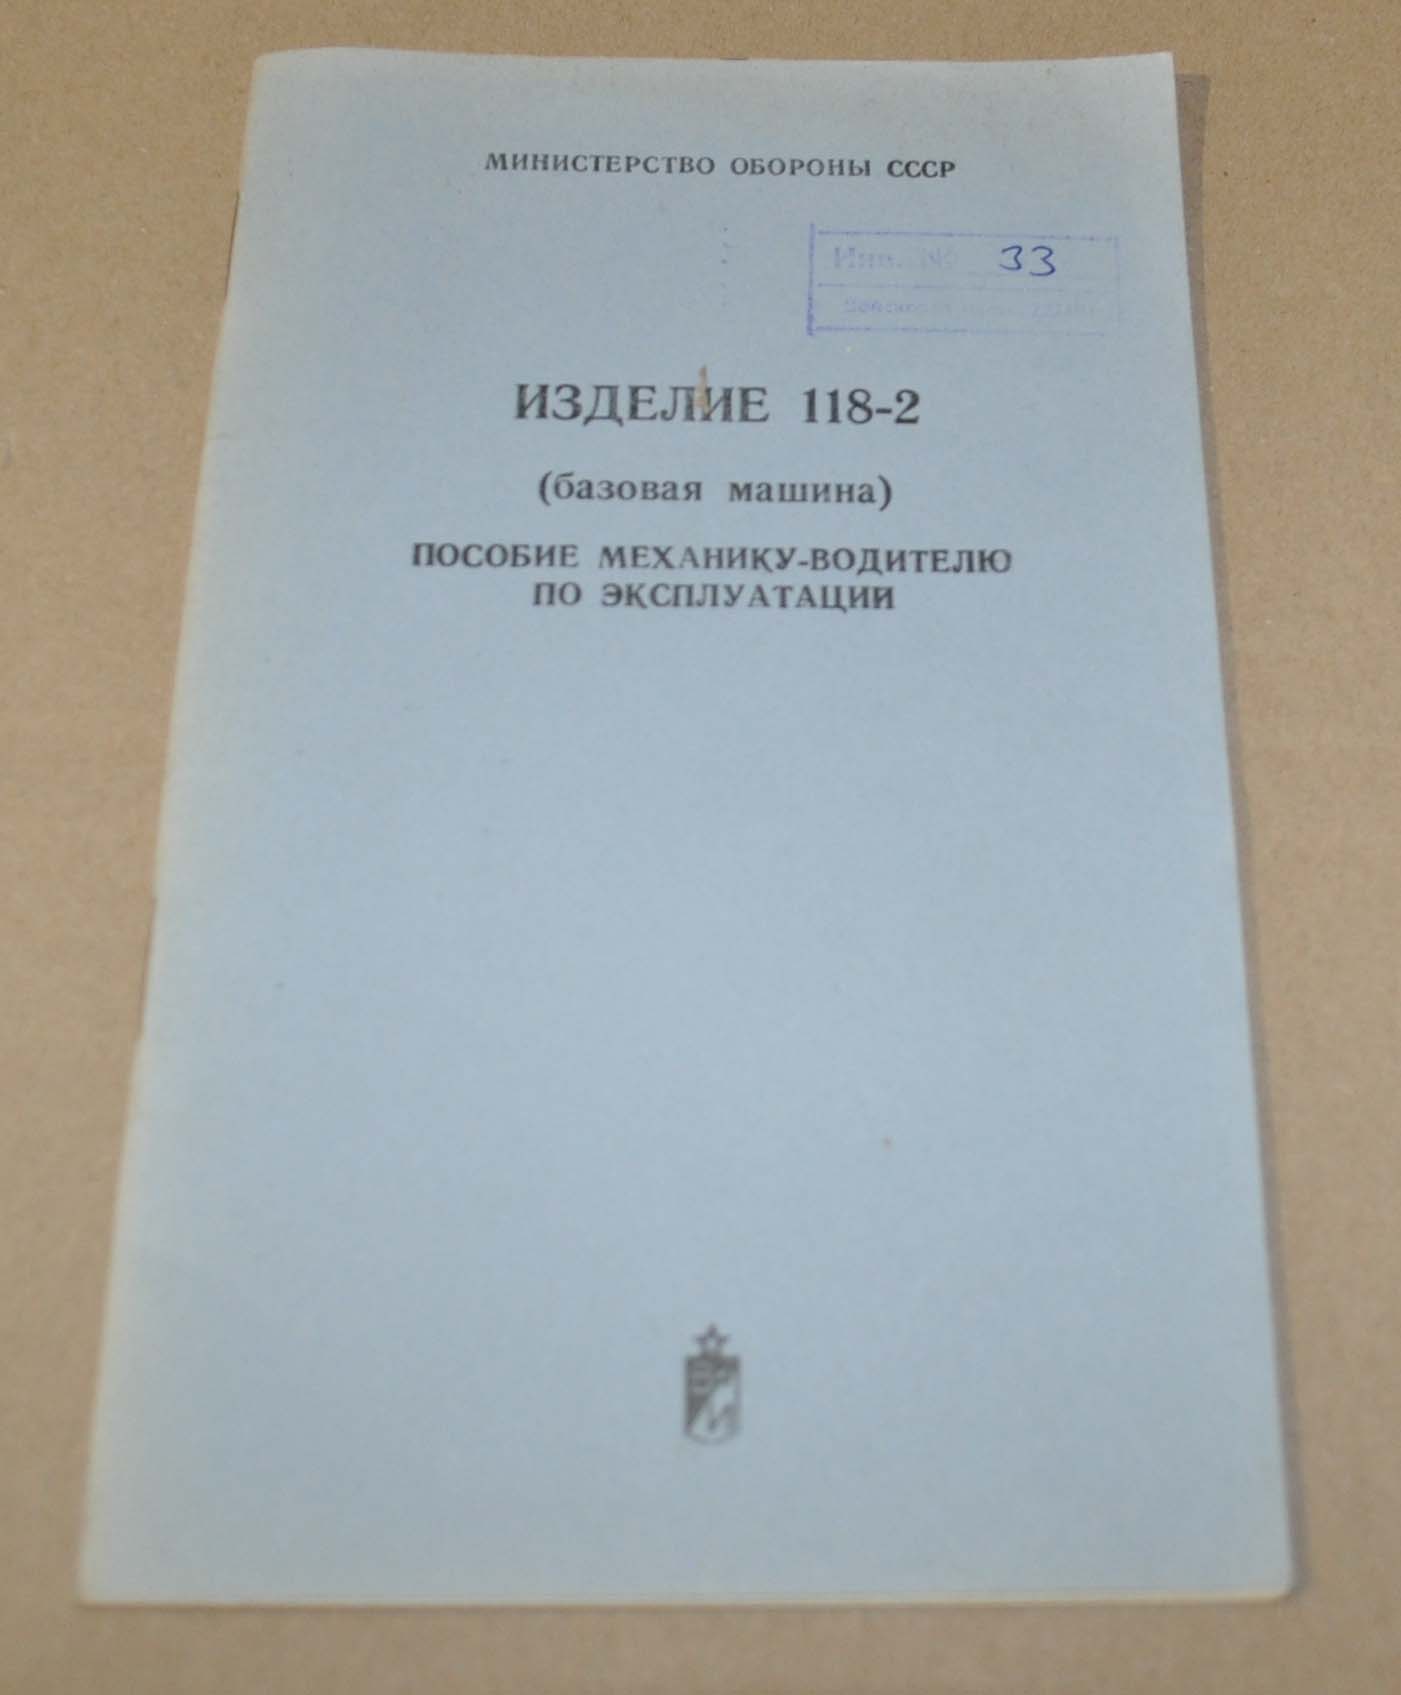 МИНИСТЕРСТВО ОБОРОНЫ СССР
Инв. № 33
ИЗДЕЛИЕ 118-2
(базовая машина)
ПОСОБИЕ МЕХАНИКУ-ВОДИТЕЛЮ
ПО ЭКСПЛУАТАЦИИ